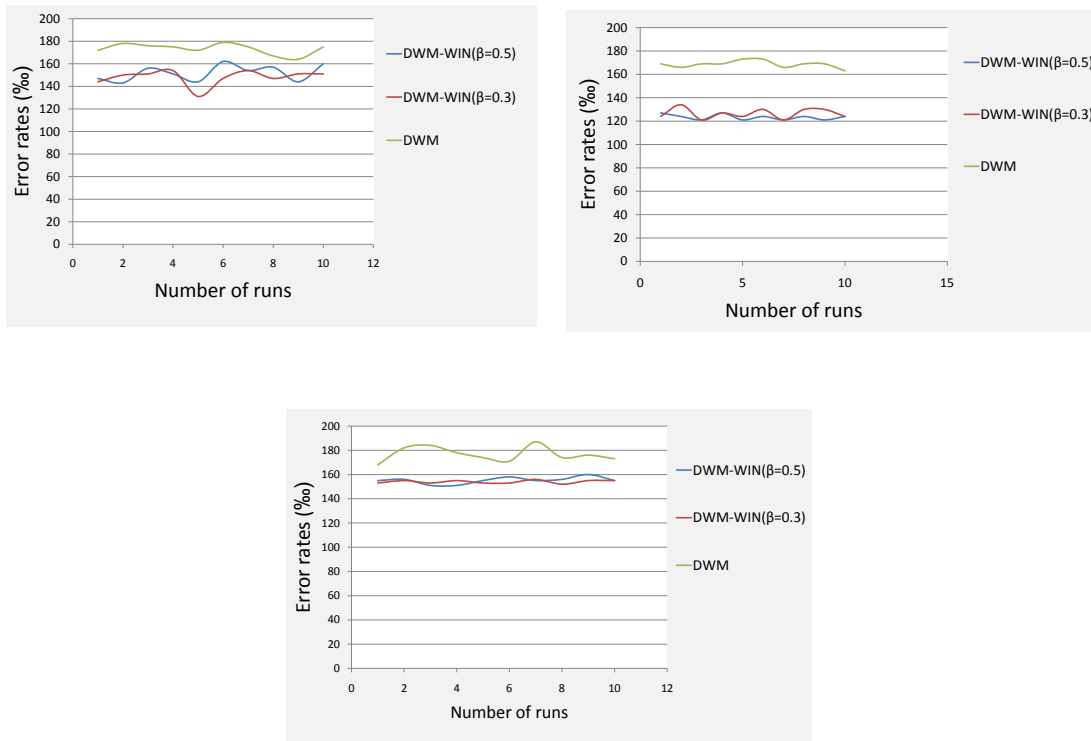 200
180
160
140
120
100
80
60
40
20
0
0 2 4 6 8 10 12
Error rates (‰)
Number of runs
DWM-WIN(β=0.5)
DWM-WIN(β=0.3)
DWM
200
180
160
140
120
100
80
60
40
20
0
0 5 10 15
Error rates (‰)
Number of runs
DWM-WIN(β=0.5)
DWM-WIN(β=0.3)
DWM
200
180
160
140
120
100
80
60
40
20
0
0 2 4 6 8 10 12
Error rates (‰)
Number of runs
DWM-WIN(β=0.5)
DWM-WIN(β=0.3)
DWM